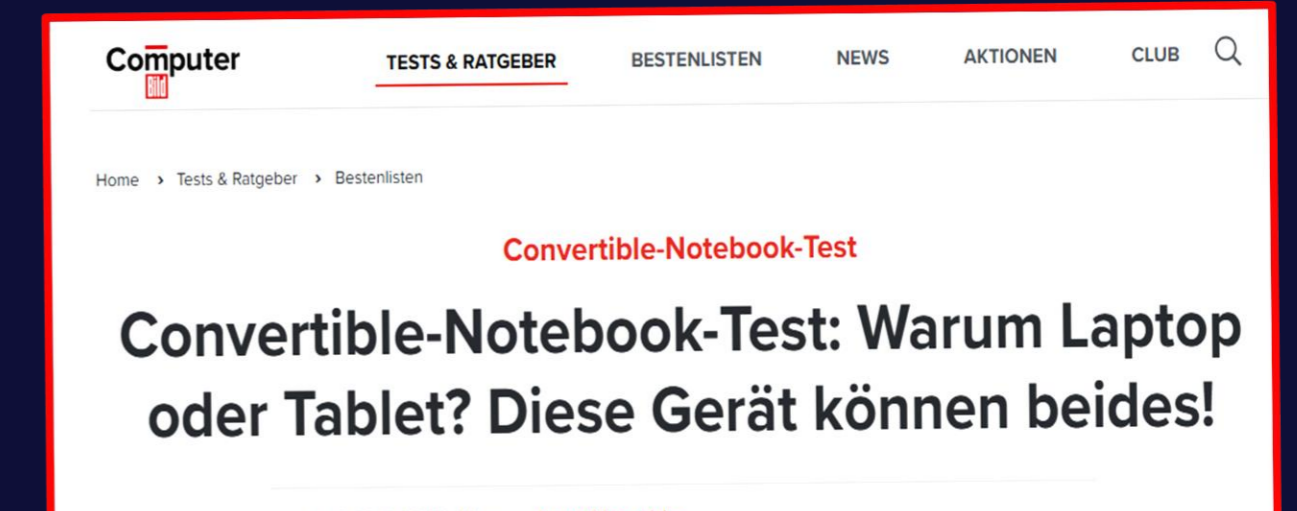 Computer
Bild
TESTS & RATGEBER BESTENLISTEN NEWS AKTIONEN CLUB
Home › Tests & Ratgeber › Bestenlisten
Convertible-Notebook-Test
Convertible-Notebook-Test: Warum Laptop
oder Tablet? Diese Gerät können beides!